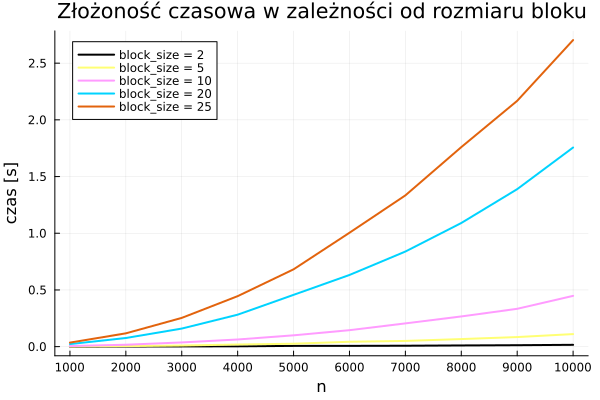 Złożoność czasowa w zależności od rozmiaru bloku
block_size = 2
block_size = 5
block_size = 10
block_size = 20
block_size = 25
czas [s]
2.5
2.0
1.5
1.0
0.5
0.0
1000 2000 3000 4000 5000 6000 7000 8000 9000 10000
n